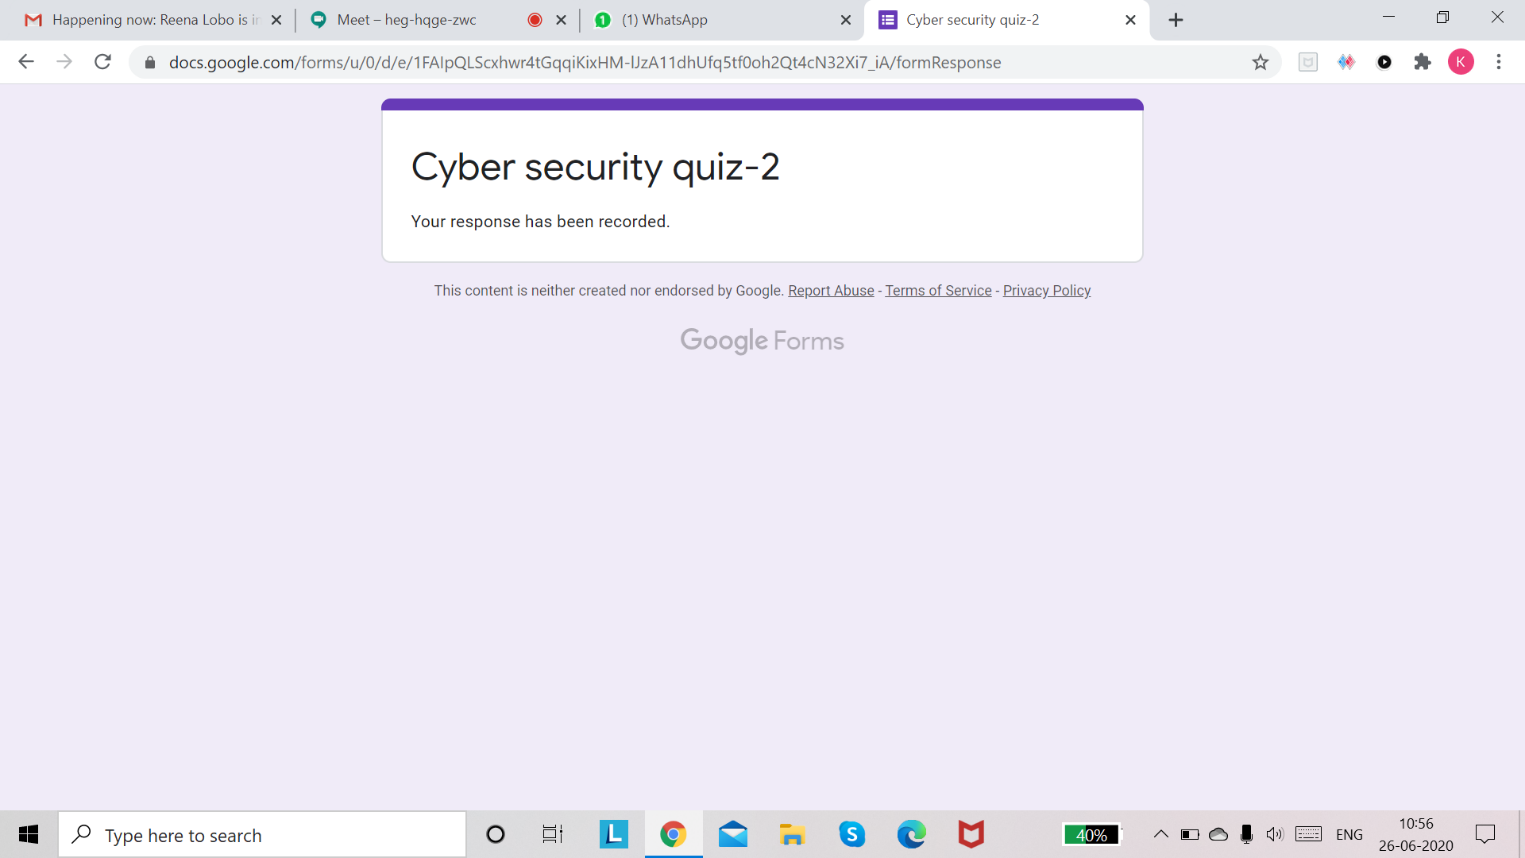 Happening now: Reena Lobo is in
Meet – heg-hqge-zwc
(1) WhatsApp
Cyber security quiz-2
docs.google.com/forms/u/0/d/e/1FAIpQLScxhwr4tGqqiKixHM-IJzA11dhUfq5tf0oh2Qt4cN32Xi7_iA/formResponse
K
Cyber security quiz-2
Your response has been recorded.
This content is neither created nor endorsed by Google. Report Abuse - Terms of Service - Privacy Policy
Google Forms
Type here to search
L
S
40%
ENG
10:56
26-06-2020